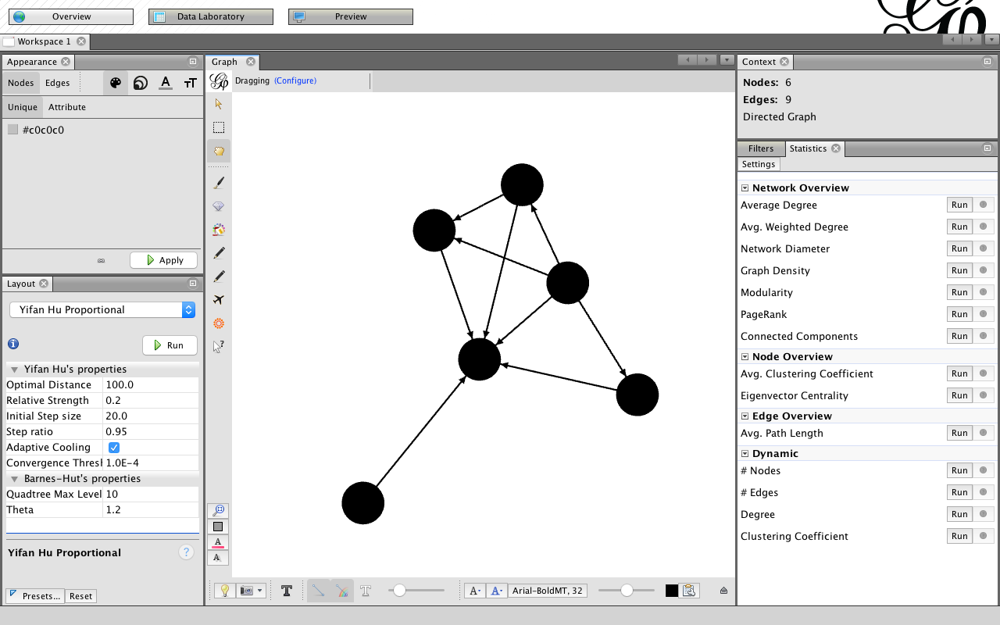 Overview
Data Laboratory
Preview
Workspace 1
Appearance
Nodes Edges A TT
Unique Attribute
#c0c0c0
Apply
Layout
Yifan Hu Proportional
Run
Yifan Hu's properties
Optimal Distance 100.0
Relative Strength 0.2
Initial Step size 20.0
Step ratio 0.95
Adaptive Cooling
Convergence Thresh 1.0E-4
Barnes-Hut's properties
Quadtree Max Level 10
Theta 1.2
Yifan Hu Proportional ?
Presets... Reset
Graph
Dragging (Configure)
?
A
A
T T A- A- Arial-BoldMT, 32
Context
Nodes: 6
Edges: 9
Directed Graph
Filters Statistics
Settings
Network Overview
Average Degree Run
Avg. Weighted Degree Run
Network Diameter Run
Graph Density Run
Modularity Run
PageRank Run
Connected Components Run
Node Overview
Avg. Clustering Coefficient Run
Eigenvector Centrality Run
Edge Overview
Avg. Path Length Run
Dynamic
# Nodes Run
# Edges Run
Degree Run
Clustering Coefficient Run